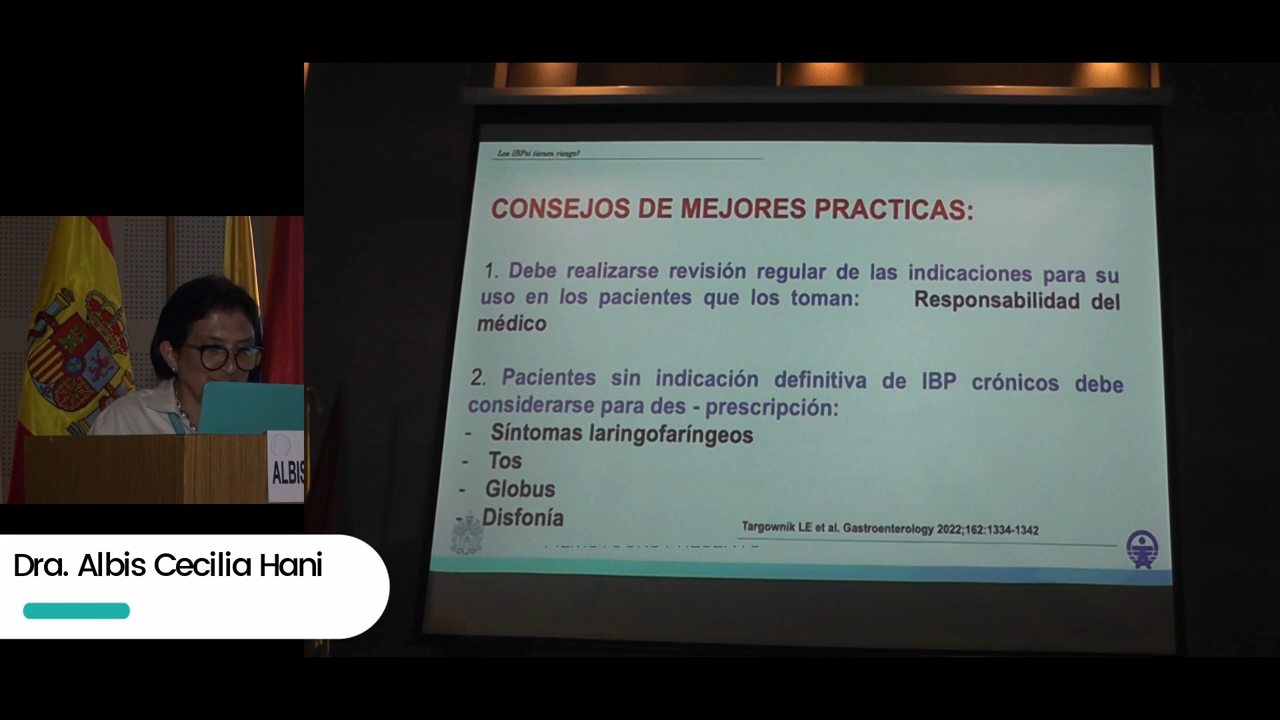 Los IBPsi tienen riesgo?
CONSEJOS DE MEJORES PRACTICAS:
1. Debe realizarse revisión regular de las indicaciones para su
uso en los pacientes que los toman: Responsabilidad del
médico
2. Pacientes sin indicación definitiva de IBP crónicos debe
considerarse para des - prescripción:
- Síntomas laringofaríngeos
- Tos
- Globus
Disfonía
Targownik LE et al. Gastroenterology 2022;162:1334-1342
ALBIS
Dra. Albis Cecilia Hani